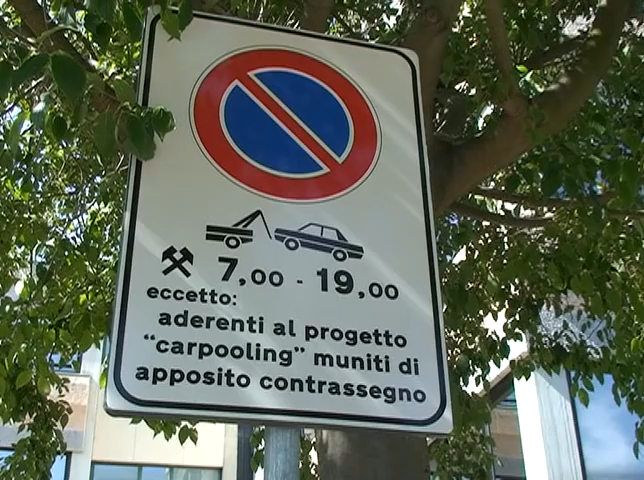 7,00 - 19,00
eccetto:
aderenti al progetto
"carpooling" muniti di
apposito contrassegno